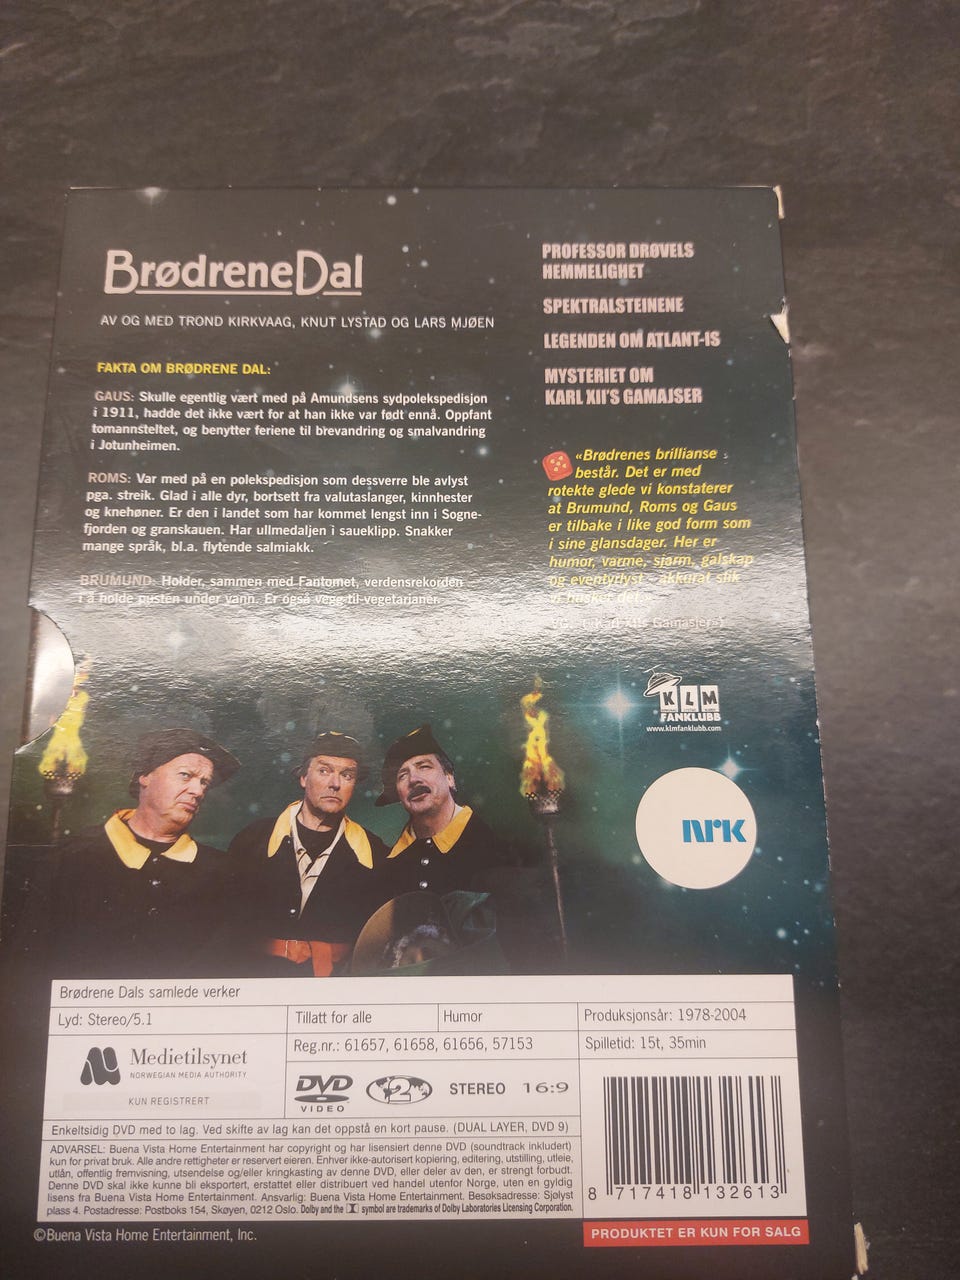 BrødreneDal
AV OG MED TROND KIRKVAAG, KNUT LYSTAD OG LARS MJØEN
FAKTA OM BRØDRENE DAL:
GAUS: Skulle egentlig vært med på Amundsens sydpolekspedisjon
i 1911, hadde det ikke vært for at han ikke var født ennå. Oppfant
tomannsteltet, og benytter feriene til brevandring og smalvandring
i Jotunheimen.
ROMS: Var med på en polekspedisjon som dessverre ble avlyst
pga. streik. Glad i alle dyr, bortsett fra valutaslanger, kinnhester
og knehøner. Er den i landet som har kommet lengst inn i Sogne-
fjorden og granskauen. Har ullmedaljen i saueklipp. Snakker
mange språk, bl.a. flytende salmiakk.
BRUMUND: Holder, sammen med Fantomet, verdensrekorden
i å holde pusten under vann. Er også vegg-til-vegetarianer.
PROFESSOR DRØVELS
HEMMELIGHET
SPEKTRALSTEINENE
LEGENDEN OM ATLANT-IS
MYSTERIET OM
KARL XII'S GAMASJER
«Brødrenes brillianse
består. Det er med
rotekte glede vi konstaterer
at Brumund, Roms og Gaus
er tilbake i like god form som
i sine glansdager. Her er
humor, varme, sjarm, galskap
og eventyrlyst - akkurat slik
vi husker det.»
Karl XIIs Gamasjer)
KLM
FANKLUBB
www.klmfanklubb.com
NRK
Brødrene Dals samlede verker
Lyd: Stereo/5.1
Tillatt for alle
Humor
Produksjonsår: 1978-2004
Medietilsynet
NORWEGIAN MEDIA AUTHORITY
KUN REGISTRERT
Reg.nr.: 61657, 61658, 61656, 57153
Spilletid: 15t, 35min
DVD
VIDEO
2
STEREO
16:9
Enkeltsidig DVD med to lag. Ved skifte av lag kan det oppstå en kort pause. (DUAL LAYER, DVD 9)
ADVARSEL: Buena Vista Home Entertainment har copyright og har lisensiert denne DVD (soundtrack inkludert)
kun for privat bruk. Alle andre rettigheter er reservert eieren. Enhver ikke-autorisert kopiering, editering, utstilling, utleie,
utlån, offentlig fremvisning, utsendelse og/eller kringkasting av denne DVD, eller deler av den, er strengt forbudt.
Denne DVD skal ikke kunne bli eksportert, erstattet eller distribuert ved handel utenfor Norge, uten en gyldig
lisens fra Buena Vista Home Entertainment. Ansvarlig: Buena Vista Home Entertainment. Besøksadresse: Sjølyst
plass 4. Postadresse: Postboks 154, Skøyen, 0212 Oslo. Dolby and the symbol are trademarks of Dolby Laboratories Licensing Corporation.
8 717418 132613
©Buena Vista Home Entertainment, Inc.
PRODUKTET ER KUN FOR SALG